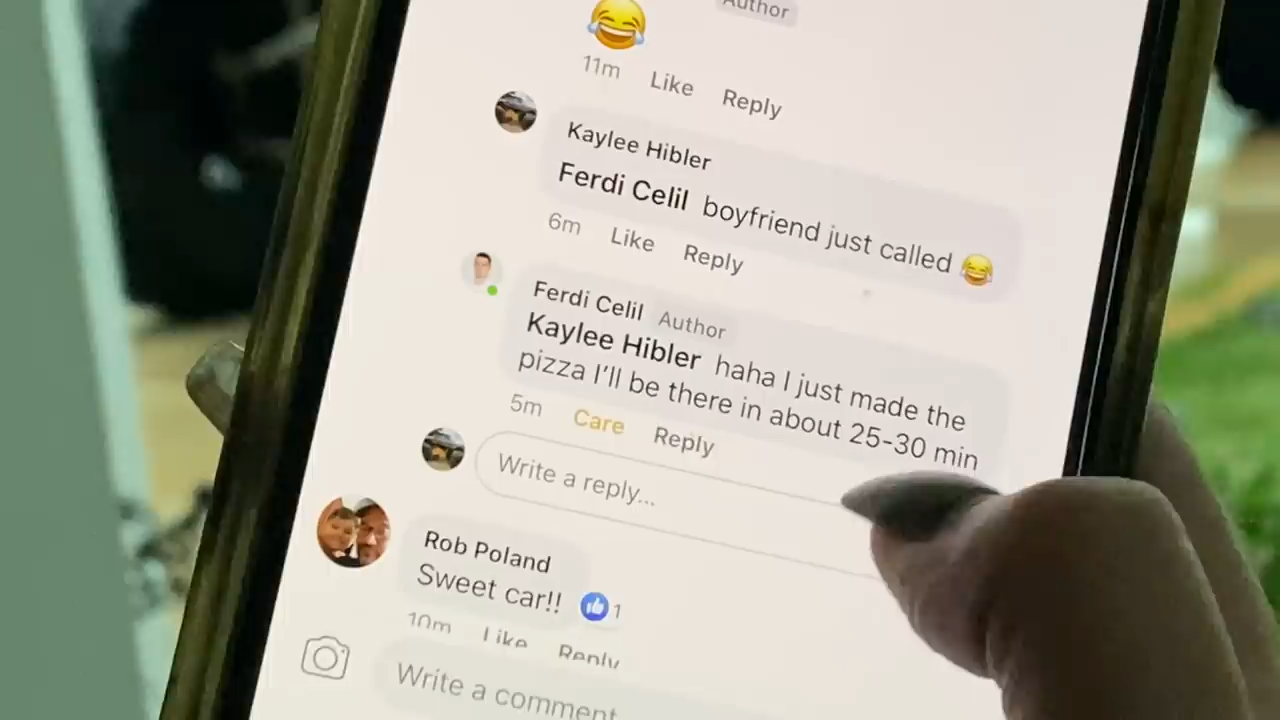 Author
😂
11m Like Reply
Kaylee Hibler
Ferdi Celil boyfriend just called 😂
6m Like Reply
Ferdi Celil Author
Kaylee Hibler haha I just made the
pizza I'll be there in about 25-30 min
5m Care Reply
Write a reply...
Rob Poland
Sweet car!! 1
10m Like Reply
Write a comment